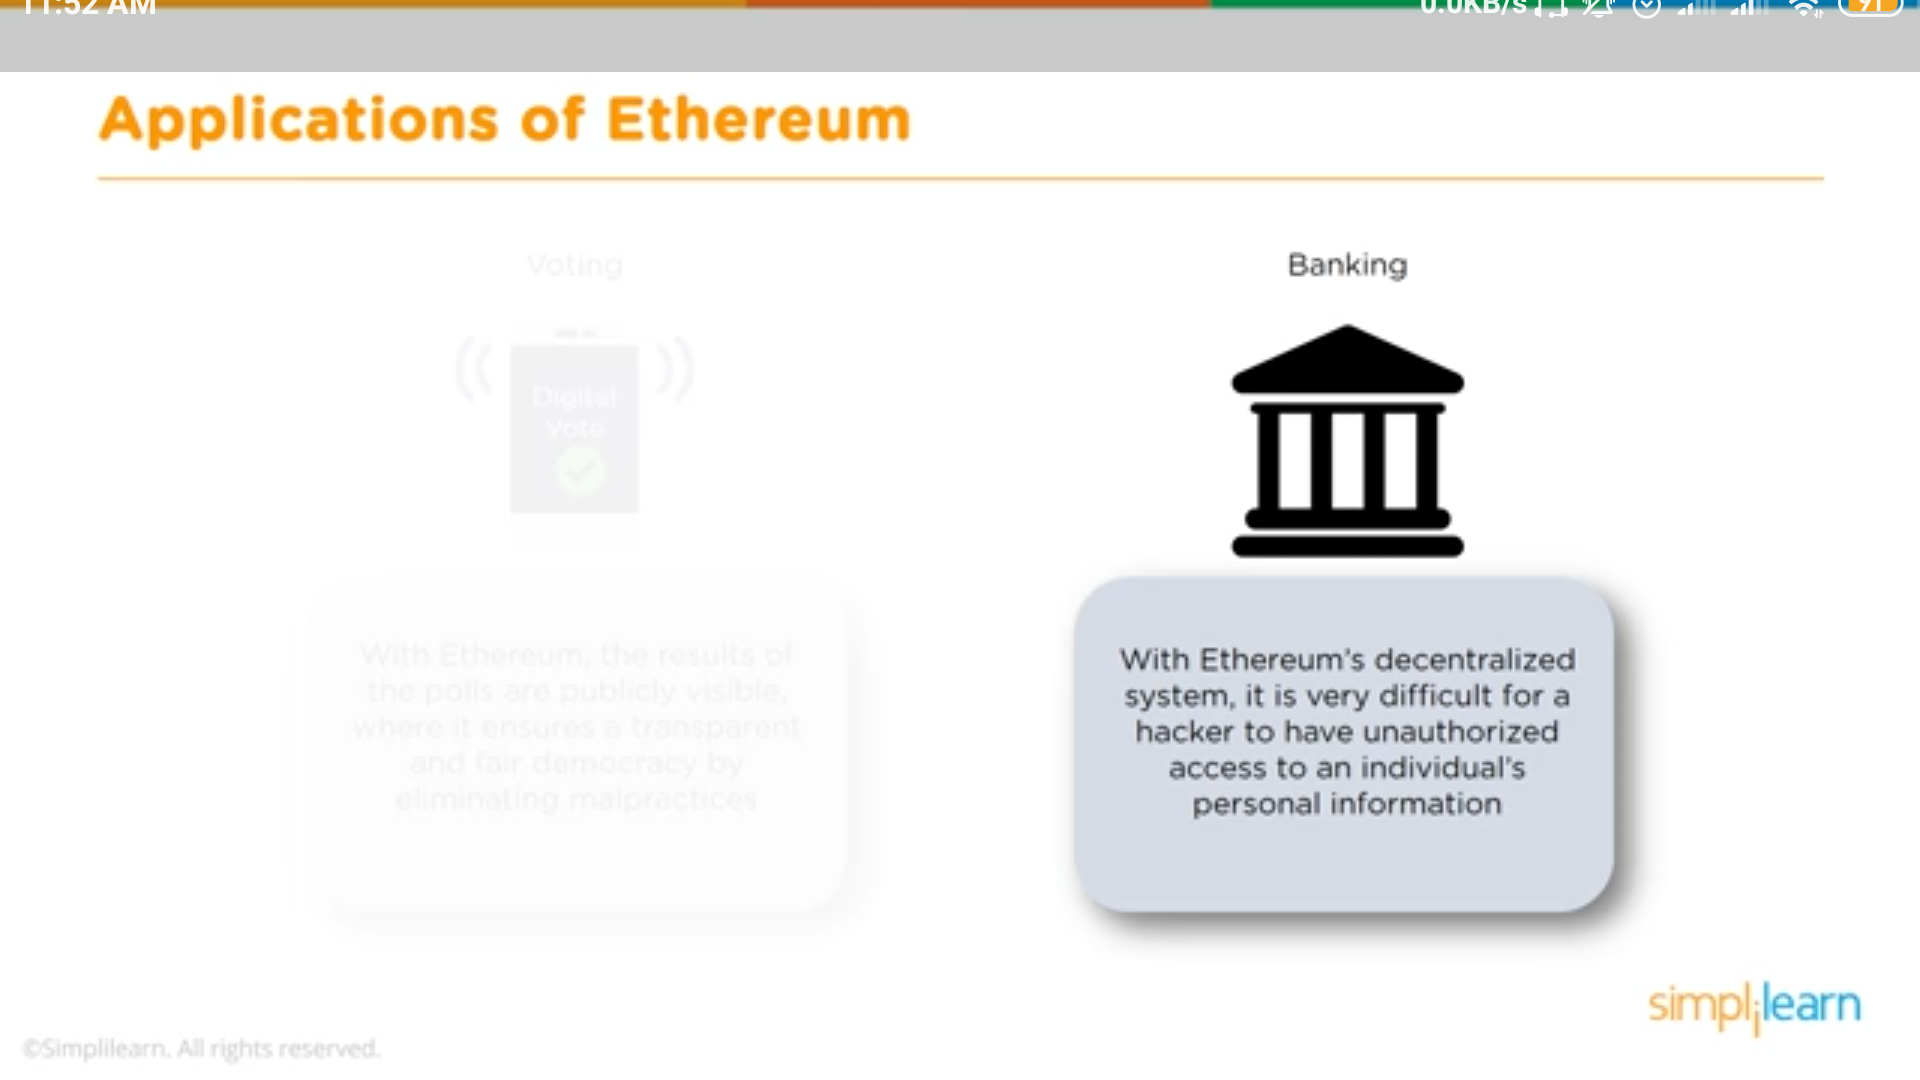 11:52 AM
0.0KB/s
91
Applications of Ethereum
Voting
Digital
Vote
With Ethereum, the results of
the polls are publicly visible,
where it ensures a transparent
and fair democracy by
eliminating malpractices
Banking
With Ethereum's decentralized
system, it is very difficult for a
hacker to have unauthorized
access to an individual's
personal information
simplilearn
©Simplilearn. All rights reserved.